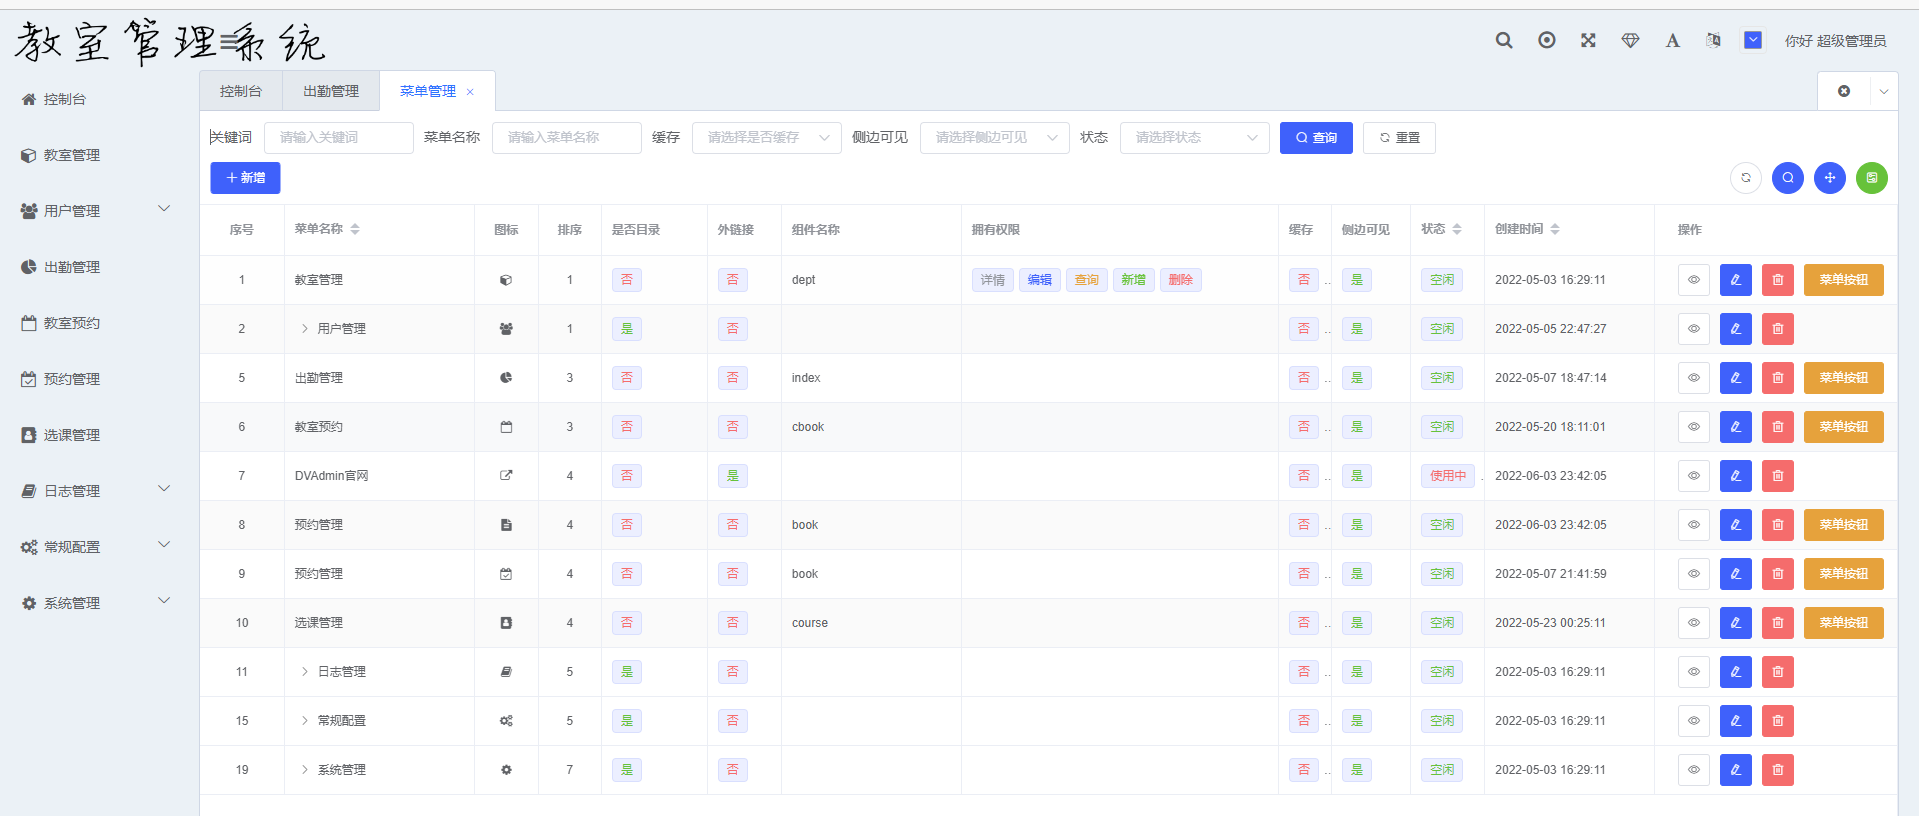 教室管理系统
你好 超级管理员
控制台
教室管理
用户管理
出勤管理
教室预约
预约管理
选课管理
日志管理
常规配置
系统管理
控制台 出勤管理 菜单管理 ×
关键词 请输入关键词 菜单名称 请输入菜单名称 缓存 请选择是否缓存 侧边可见 请选择侧边可见 状态 请选择状态 查询 重置
+ 新增
序号 菜单名称 图标 排序 是否目录 外链接 组件名称 拥有权限 缓存 侧边可见 状态 创建时间 操作
1 教室管理 1 否 否 dept 详情 编辑 查询 新增 删除 否 .. 是 空闲 2022-05-03 16:29:11 菜单按钮
2 > 用户管理 1 是 否 否 .. 是 空闲 2022-05-05 22:47:27
5 出勤管理 3 否 否 index 否 .. 是 空闲 2022-05-07 18:47:14 菜单按钮
6 教室预约 3 否 否 cbook 否 .. 是 空闲 2022-05-20 18:11:01 菜单按钮
7 DVAdmin官网 4 否 是 否 .. 是 使用中 . 2022-06-03 23:42:05
8 预约管理 4 否 否 book 否 .. 是 空闲 2022-06-03 23:42:05 菜单按钮
9 预约管理 4 否 否 book 否 .. 是 空闲 2022-05-07 21:41:59 菜单按钮
10 选课管理 4 否 否 course 否 .. 是 空闲 2022-05-23 00:25:11 菜单按钮
11 > 日志管理 5 是 否 否 .. 是 空闲 2022-05-03 16:29:11
15 > 常规配置 5 是 否 否 .. 是 空闲 2022-05-03 16:29:11
19 > 系统管理 7 是 否 否 .. 是 空闲 2022-05-03 16:29:11